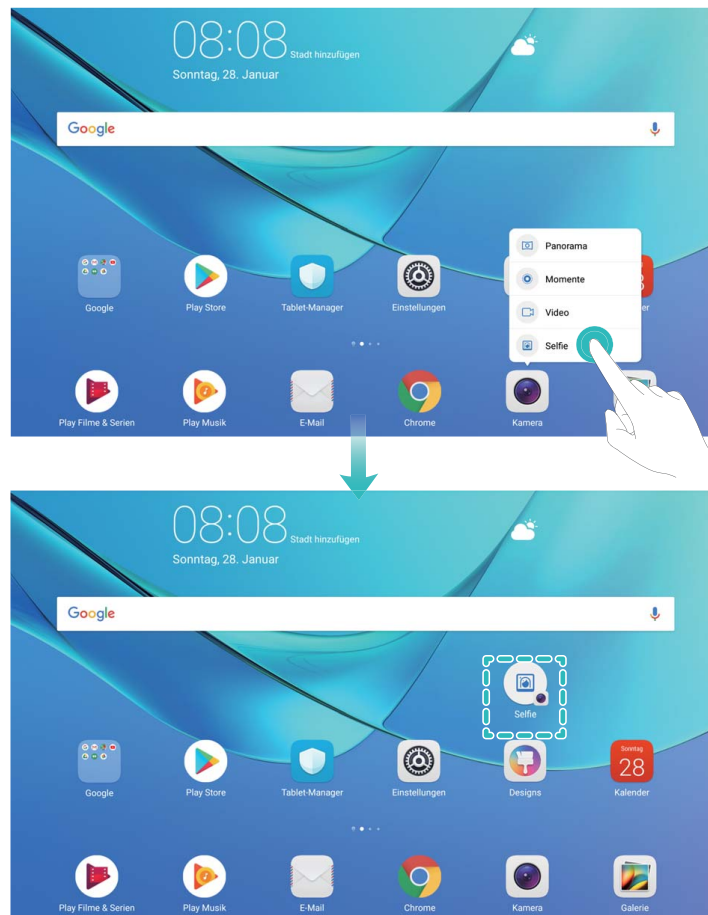 08:08 Stadt hinzufügen
Sonntag, 28. Januar
Google
Panorama
Momente
Video
Selfie
Google
Play Store
Tablet-Manager
Einstellungen
er
Play Filme & Serien
Play Musik
E-Mail
Chrome
Kamera
08:08 Stadt hinzufügen
Sonntag, 28. Januar
Google
Selfie
Google
Play Store
Tablet-Manager
Einstellungen
Designs
Sonntag
28
Kalender
Play Filme & Serien
Play Musik
E-Mail
Chrome
Kamera
Galerie